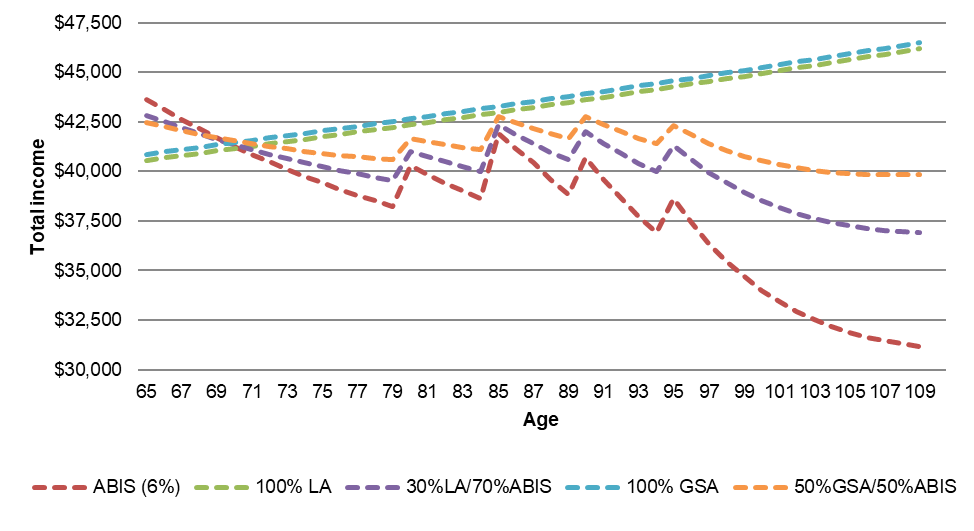 $47,500
$45,000
$42,500
$40,000
$37,500
$35,000
$32,500
$30,000
Total income
65 67 69 71 73 75 77 79 81 83 85 87 89 91 93 95 97 99 101 103 105 107 109
Age
ABIS (6%) 100% LA 30%LA/70%ABIS 100% GSA 50%GSA/50%ABIS